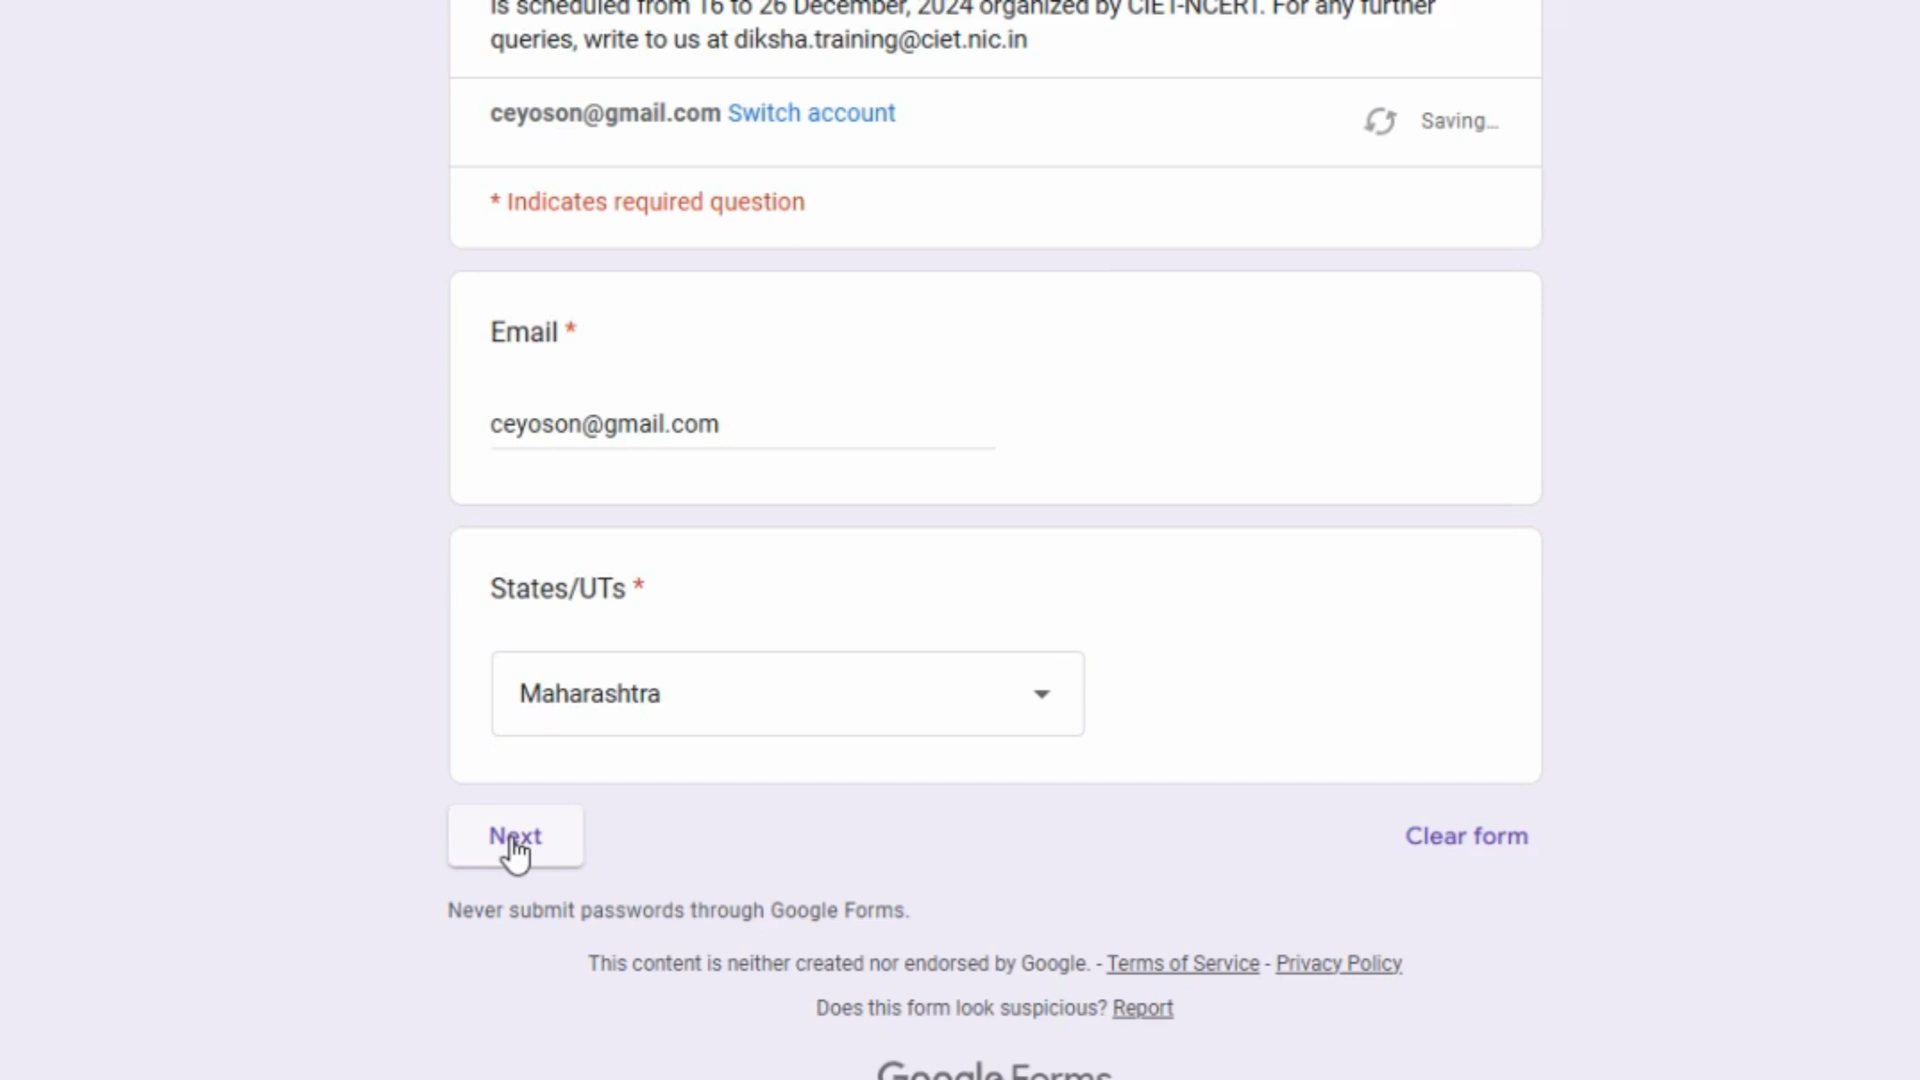 is scheduled from 16 to 26 December, 2024 organized by CIET-NCERT. For any further
queries, write to us at diksha.training@ciet.nic.in
ceyoson@gmail.com Switch account
Saving...
* Indicates required question
Email *
ceyoson@gmail.com
States/UTs *
Maharashtra
Next
Clear form
Never submit passwords through Google Forms.
This content is neither created nor endorsed by Google. - Terms of Service - Privacy Policy
Does this form look suspicious? Report
Google Forms